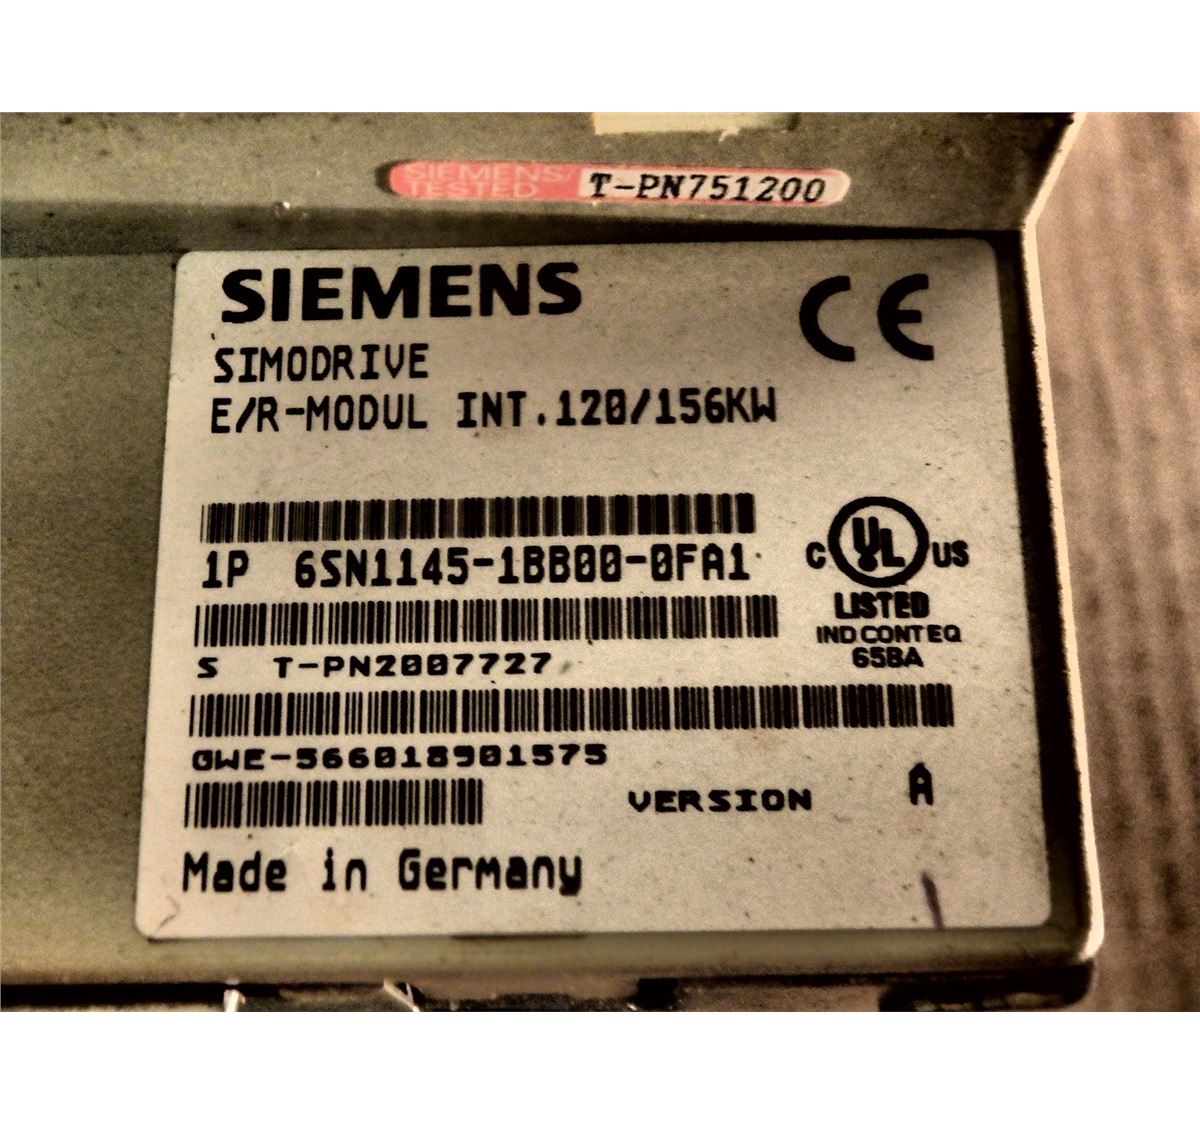 SIEMENS/ T-PN751200
TESTED
SIEMENS
CE
SIMODRIVE
E/R-MODUL INT.120/156KW
1P 6SN1145-1BB00-0FA1
C UL US
LISTED
IND CONT EQ
65BA
S T-PN2007727
GWE-566018901575
VERSION A
Made in Germany